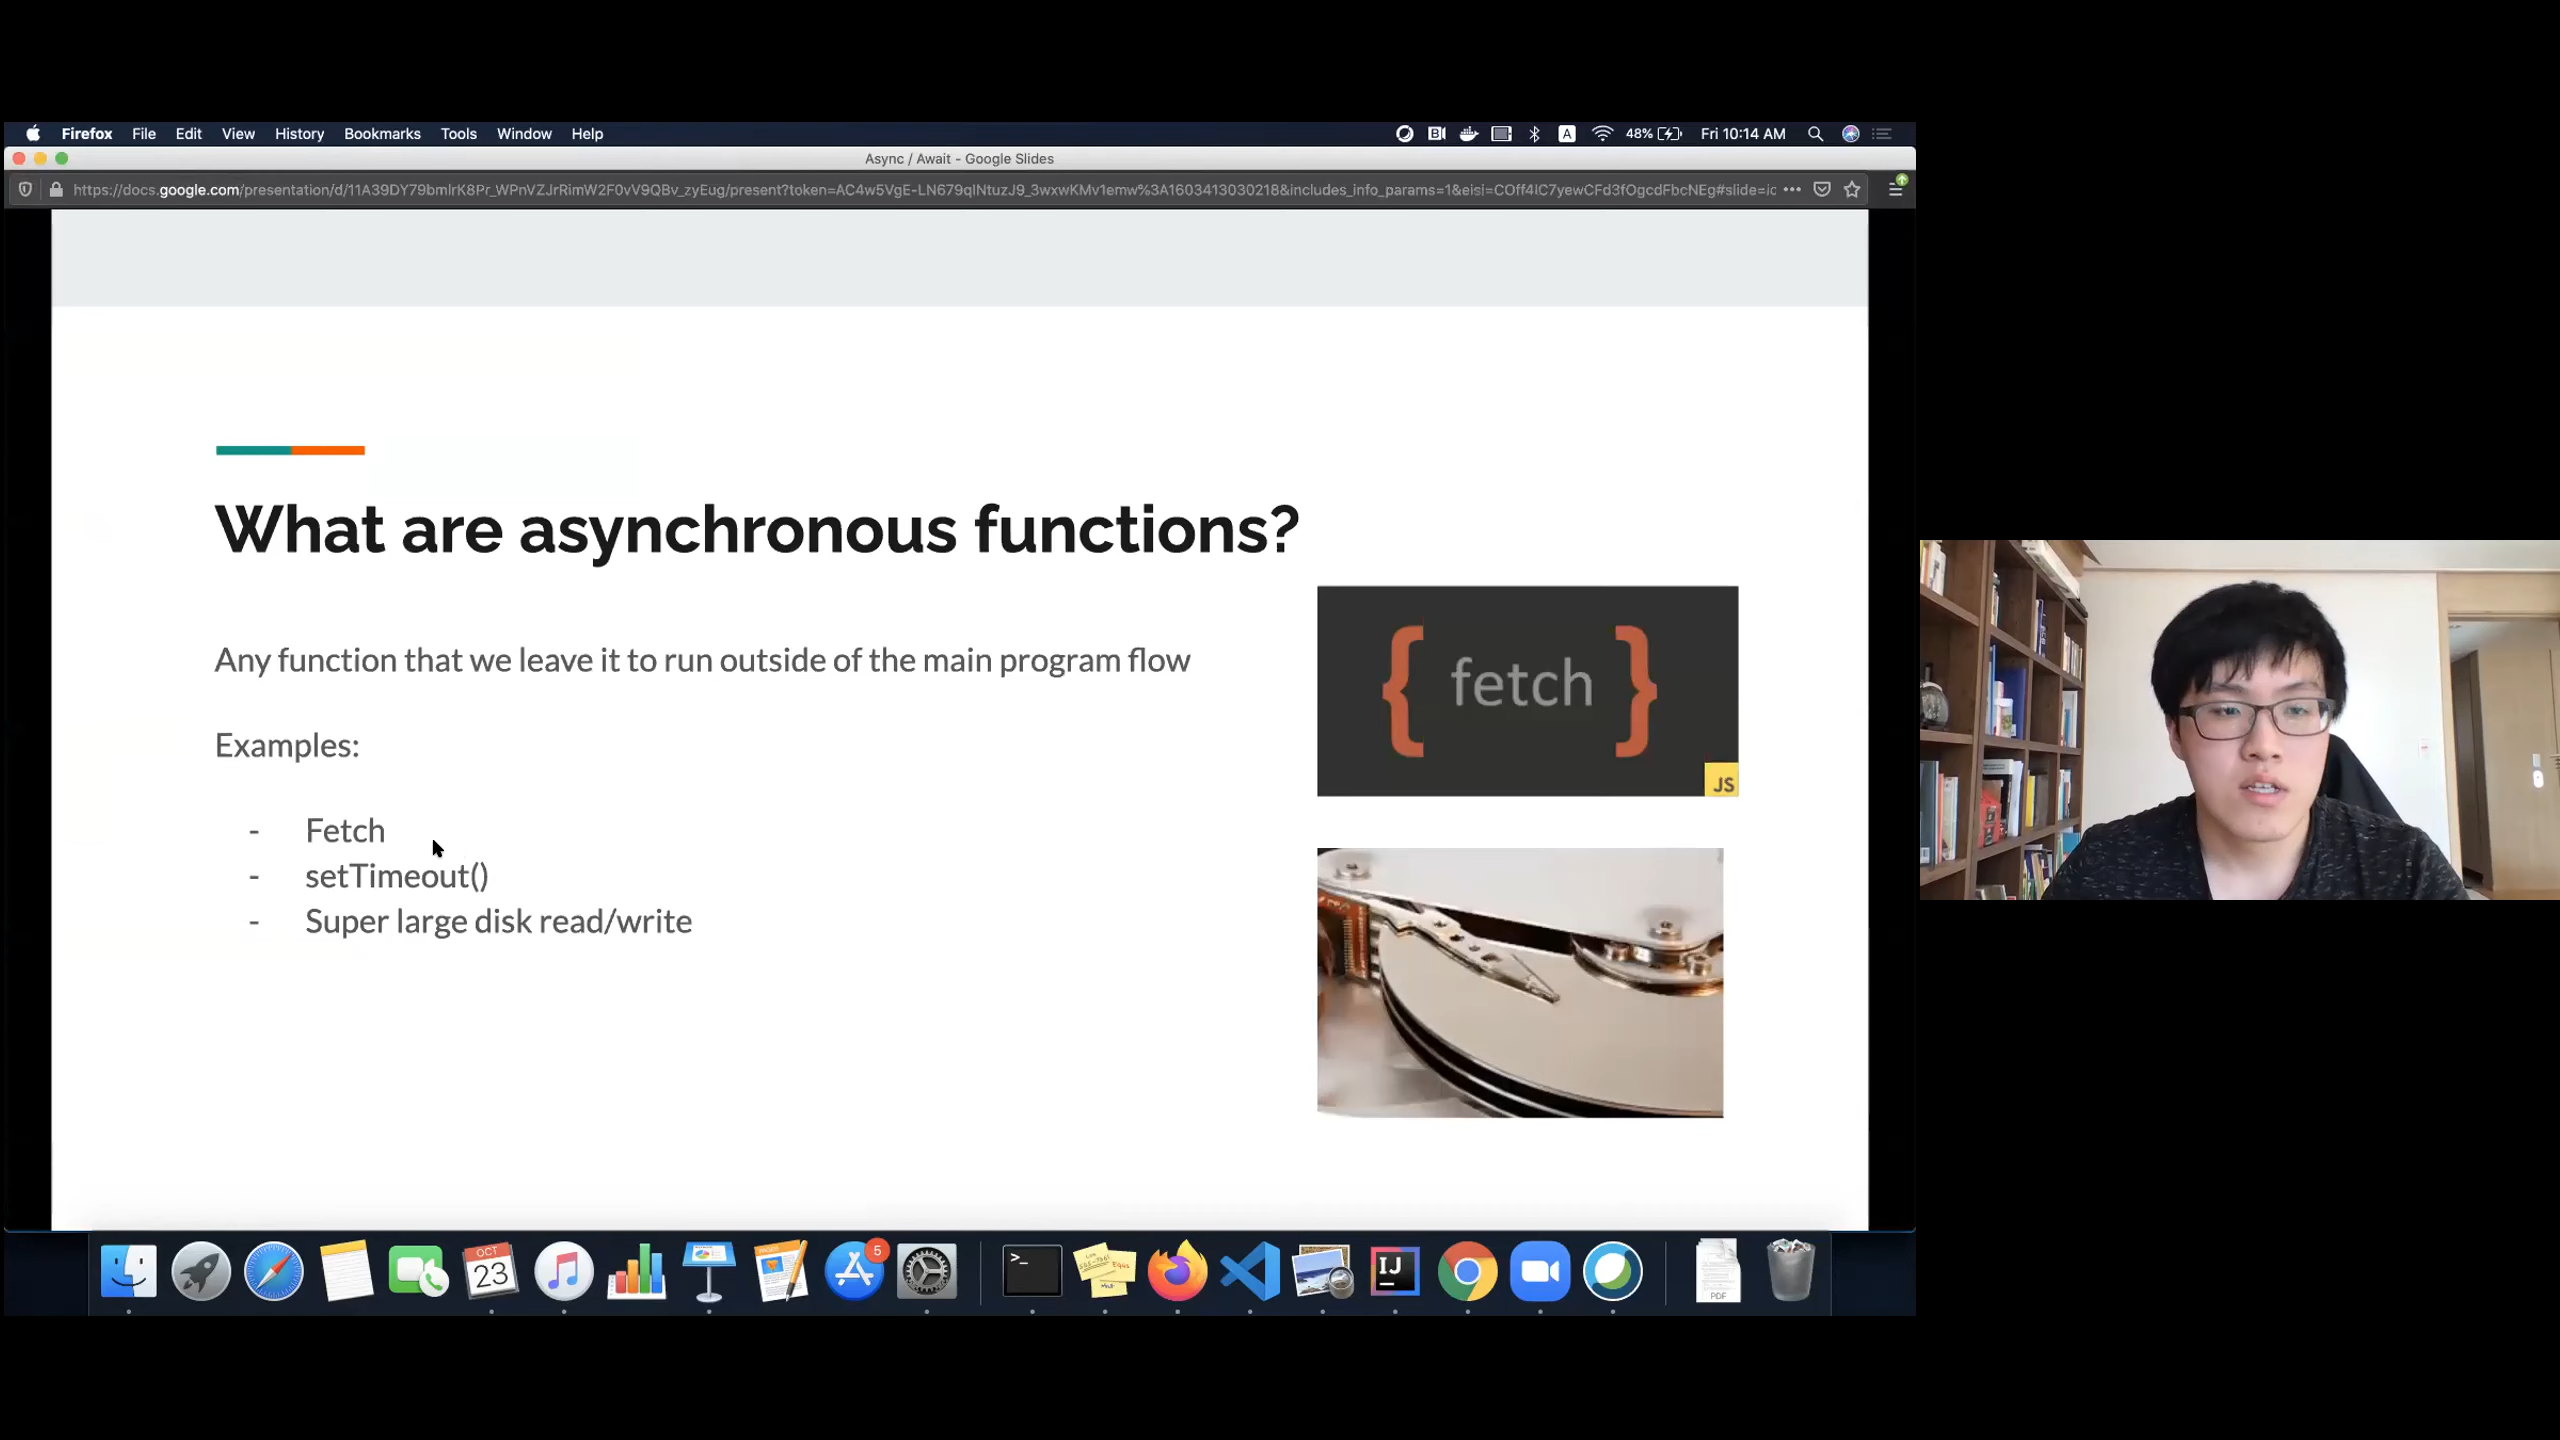 Firefox File Edit View History Bookmarks Tools Window Help
A 48% Fri 10:14 AM
Async / Await - Google Slides
What are asynchronous functions?
Any function that we leave it to run outside of the main program flow
Examples:
- Fetch
- setTimeout()
- Super large disk read/write
{ fetch }
JS
OCT
23
5
>_
IJ
PDF